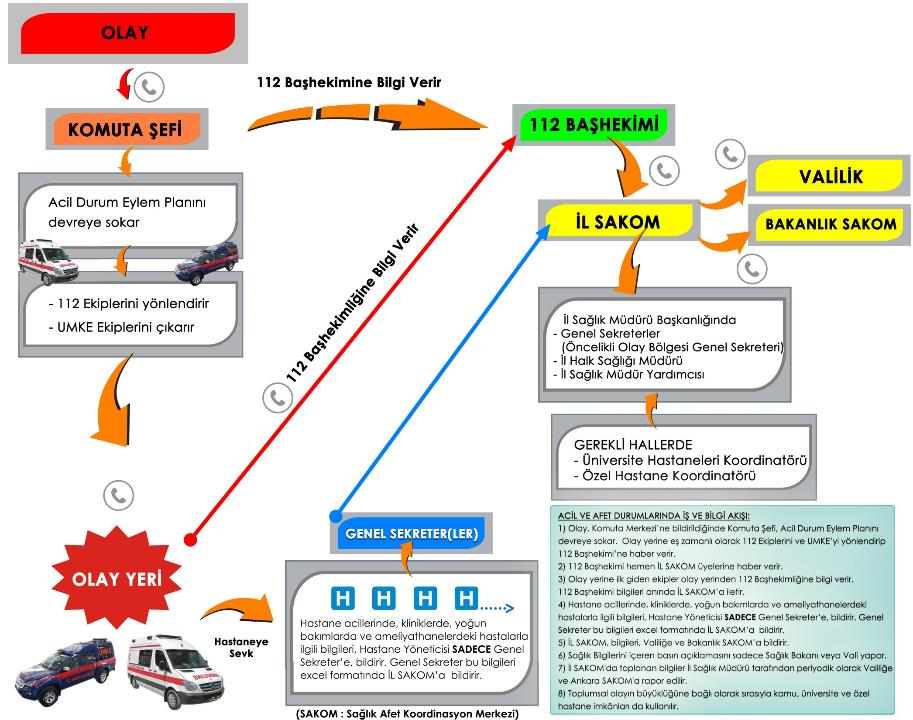 OLAY
112 Başhekimine Bilgi Verir
KOMUTA ŞEFİ
112 BAŞHEKİMİ
VALİLİK
Acil Durum Eylem Planını
devreye sokar
İL SAKOM
BAKANLIK SAKOM
- 112 Ekiplerini yönlendirir
- UMKE Ekiplerini çıkarır
112 Başhekimliğine Bilgi Verir
İl Sağlık Müdürü Başkanlığında
- Genel Sekreterler
(Öncelikli Olay Bölgesi Genel Sekreteri)
- İl Halk Sağlığı Müdürü
- İl Sağlık Müdür Yardımcısı
GEREKLİ HALLERDE
- Üniversite Hastaneleri Koordinatörü
- Özel Hastane Koordinatörü
OLAY YERİ
Hastaneye
Sevk
GENEL SEKRETER(LER)
H H H H
Hastane acillerinde, kliniklerde, yoğun
bakımlarda ve ameliyathanelerdeki hastalarla
ilgili bilgileri, Hastane Yöneticisi SADECE Genel
Sekreter'e, bildirir. Genel Sekreter bu bilgileri
excel formatında İL SAKOM'a bildirir.
(SAKOM : Sağlık Afet Koordinasyon Merkezi)
ACİL VE AFET DURUMLARINDA İŞ VE BİLGİ AKIŞI:
1) Olay, Komuta Merkezi'ne bildirildiğinde Komuta Şefi, Acil Durum Eylem Planını
devreye sokar. Olay yerine eş zamanlı olarak 112 Ekiplerini ve UMKE'yi yönlendirip
112 Başhekimi'ne haber verir.
2) 112 Başhekimi hemen İL SAKOM üyelerine haber verir.
3) Olay yerine ilk giden ekipler olay yerinden 112 Başhekimliğine bilgi verir.
112 Başhekimi bilgileri anında İL SAKOM'a iletir.
4) Hastane acillerinde, kliniklerde, yoğun bakımlarda ve ameliyathanelerdeki hastalarla
ilgili bilgileri, Hastane Yöneticisi SADECE Genel Sekreter'e, bildirir. Genel
Sekreter bu bilgileri excel formatında İL SAKOM'a bildirir.
5) İL SAKOM, bilgileri, Valiliğe ve Bakanlık SAKOM'a bildirir.
6) Sağlık Bilgilerini içeren basın açıklamasını sadece Sağlık Bakanı veya Vali yapar.
7) İL SAKOM'da toplanan bilgiler İl Sağlık Müdürü tarafından periyodik olarak Valiliğe
ve Ankara SAKOM'a rapor edilir.
8) Toplumsal olayın büyüklüğüne bağlı olarak sırasıyla kamu, üniversite ve özel
hastane imkânları da kullanılır.